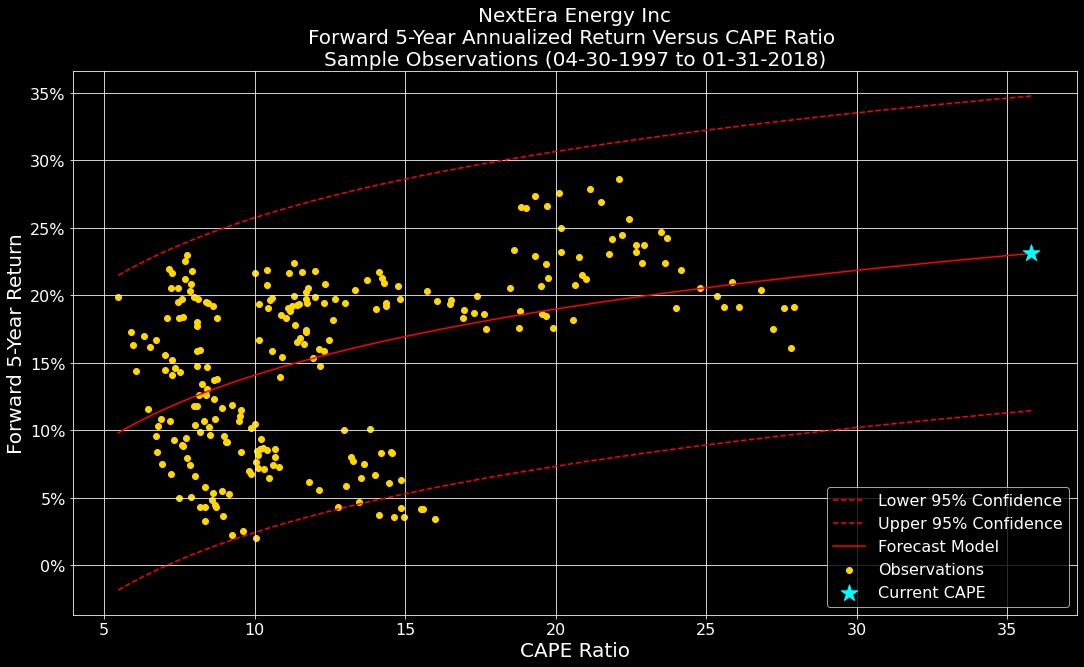 NextEra Energy Inc
Forward 5-Year Annualized Return Versus CAPE Ratio
Sample Observations (04-30-1997 to 01-31-2018)
Forward 5-Year Return
35%
30%
25%
20%
15%
10%
5%
0%
Lower 95% Confidence
Upper 95% Confidence
Forecast Model
Observations
Current CAPE
5 10 15 20 25 30 35
CAPE Ratio